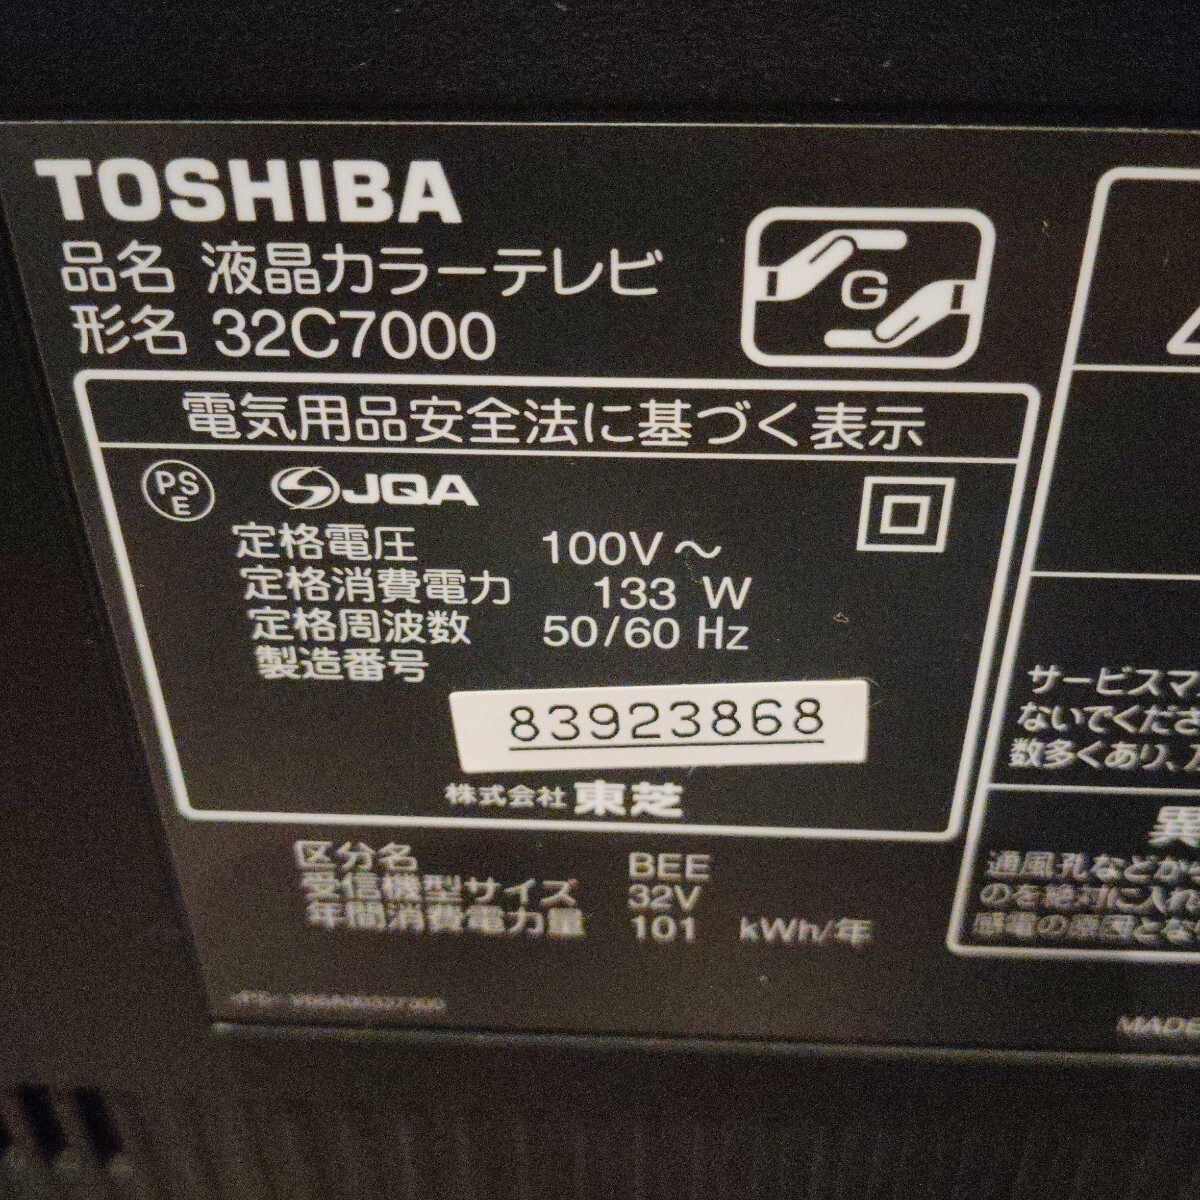 TOSHIBA
品名 液晶カラーテレビ
形名 32C7000
G
電気用品安全法に基づく表示
PS
E
JQA
定格電圧 100V～
定格消費電力 133 W
定格周波数 50/60 Hz
製造番号
83923868
株式会社 東芝
区分名 BEE
受信機型サイズ 32V
年間消費電力量 101 kWh/年
サービスマ
ないでくださ
数多くあり、
異
通風孔などか
のを絶対に入れ
感電の原因とな
MADE